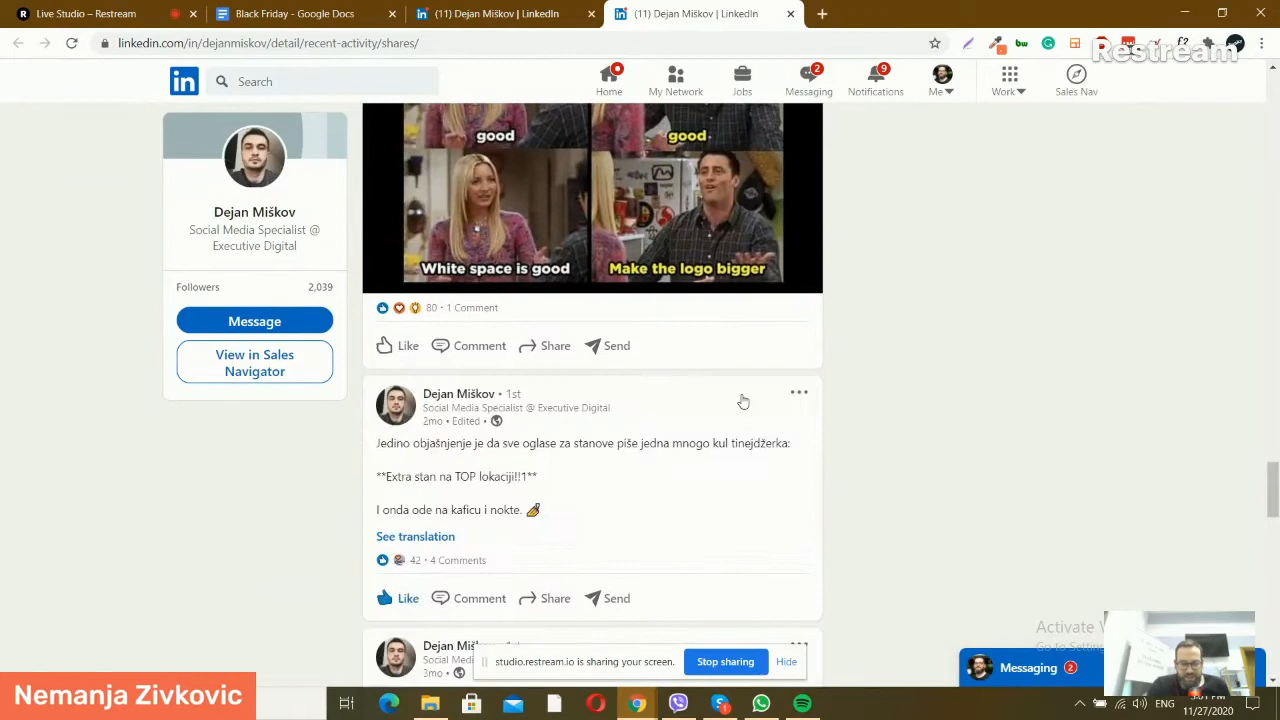 Live Studio – Restream
Black Friday - Google Docs
(11) Dejan Miškov | LinkedIn
(11) Dejan Miškov | LinkedIn
linkedin.com/in/dejanmiskov/detail/recent-activity/shares/
Restream
in
Search
Home
My Network
Jobs
2
Messaging
9
Notifications
Me
Work
Sales Nav
Dejan Miškov
Social Media Specialist @
Executive Digital
Followers 2,039
Message
View in Sales
Navigator
good
good
White space is good
Make the logo bigger
80 · 1 Comment
Like
Comment
Share
Send
Dejan Miškov • 1st
Social Media Specialist @ Executive Digital
2mo • Edited •
Jedino objašnjenje je da sve oglase za stanove piše jedna mnogo kul tinejdžerka:
**Extra stan na TOP lokaciji!!1**
I onda ode na kaficu i nokte.
See translation
42 · 4 Comments
Like
Comment
Share
Send
3mo •
studio.restream.io is sharing your screen.
Stop sharing
Hide
Activate
Messaging 2
Nemanja Zivkovic
ENG
11/27/2020